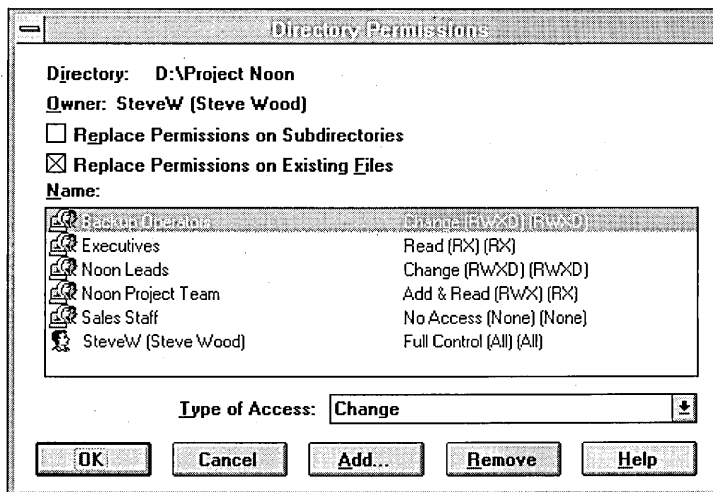 Directory Permissions
Directory: D:\Project Noon
Owner: SteveW (Steve Wood)
Replace Permissions on Subdirectories
Replace Permissions on Existing Files
Name:
Backup Operators Change (RWXD) (RWXD)
Executives Read (RX) (RX)
Noon Leads Change (RWXD) (RWXD)
Noon Project Team Add & Read (RWX) (RX)
Sales Staff No Access (None) (None)
SteveW (Steve Wood) Full Control (All) (All)
Type of Access: Change
OK Cancel Add... Remove Help